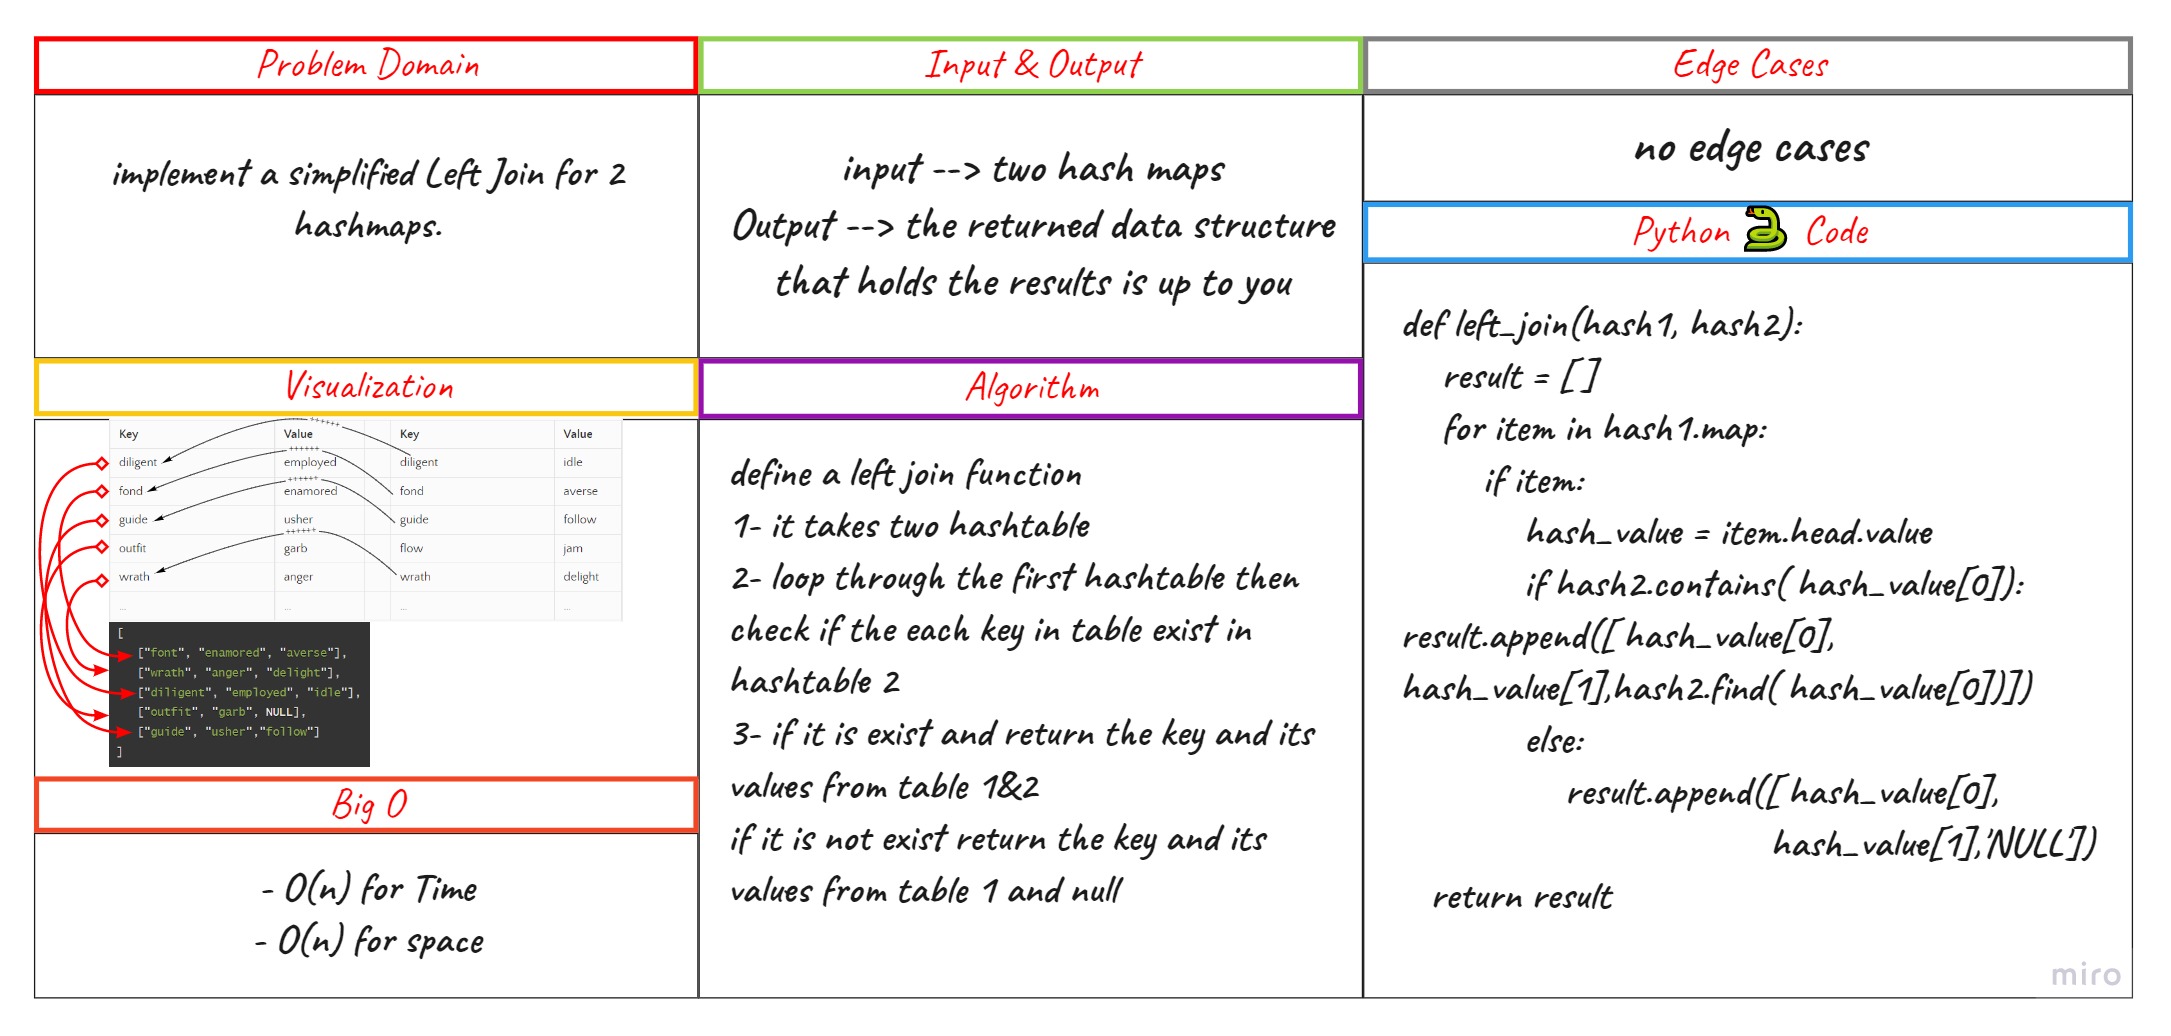 Problem Domain
implement a simplified Left Join for 2
hashmaps.
Input & Output
input --> two hash maps
Output --> the returned data structure
that holds the results is up to you
Edge Cases
no edge cases
Visualization
Key Value Key Value
diligent employed diligent idle
fond enamored fond averse
guide usher guide follow
outfit garb flow jam
wrath anger wrath delight
... ... ... ...
[
["font", "enamored", "averse"],
["wrath", "anger", "delight"],
["diligent", "employed", "idle"],
["outfit", "garb", NULL],
["guide", "usher","follow"]
]
Big O
- O(n) for Time
- O(n) for space
Algorithm
define a left join function
1- it takes two hashtable
2- loop through the first hashtable then
check if the each key in table exist in
hashtable 2
3- if it is exist and return the key and its
values from table 1&2
if it is not exist return the key and its
values from table 1 and null
Python Code
def left_join(hash1, hash2):
result = []
for item in hash1.map:
if item:
hash_value = item.head.value
if hash2.contains( hash_value[0]):
result.append([ hash_value[0],
hash_value[1],hash2.find( hash_value[0])])
else:
result.append([ hash_value[0],
hash_value[1],'NULL'])
return result
miro